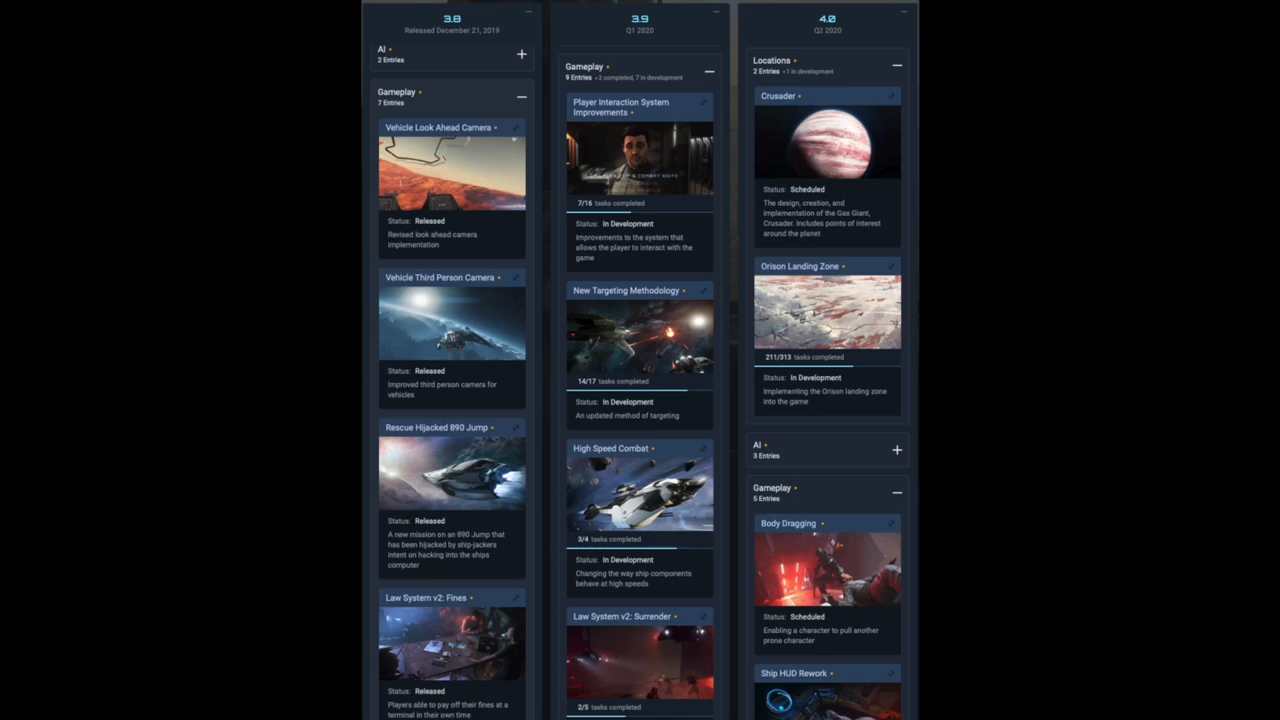 3.8
Released December 21, 2019
AI
2 Entries
Gameplay
7 Entries
Vehicle Look Ahead Camera
Status: Released
Revised look ahead camera
implementation
Vehicle Third Person Camera
Status: Released
Improved third person camera for
vehicles
Rescue Hijacked 890 Jump
Status: Released
A new mission on an 890 Jump that
has been hijacked by ship-jackers
intent on hacking into the ships
computer
Law System v2: Fines
Status: Released
Players able to pay off their fines at a
terminal in their own time
3.9
Q1 2020
Gameplay
9 Entries • 2 completed, 7 in development
Player Interaction System
Improvements
7/16 tasks completed
Status: In Development
Improvements to the system that
allows the player to interact with the
game
New Targeting Methodology
14/17 tasks completed
Status: In Development
An updated method of targeting
High Speed Combat
3/4 tasks completed
Status: In Development
Changing the way ship components
behave at high speeds
Law System v2: Surrender
2/5 tasks completed
4.0
Q2 2020
Locations
2 Entries • 1 in development
Crusader
Status: Scheduled
The design, creation, and
implementation of the Gas Giant,
Crusader. Includes points of interest
around the planet
Orison Landing Zone
211/313 tasks completed
Status: In Development
Implementing the Orison landing zone
into the game
AI
3 Entries
Gameplay
5 Entries
Body Dragging
Status: Scheduled
Enabling a character to pull another
prone character
Ship HUD Rework